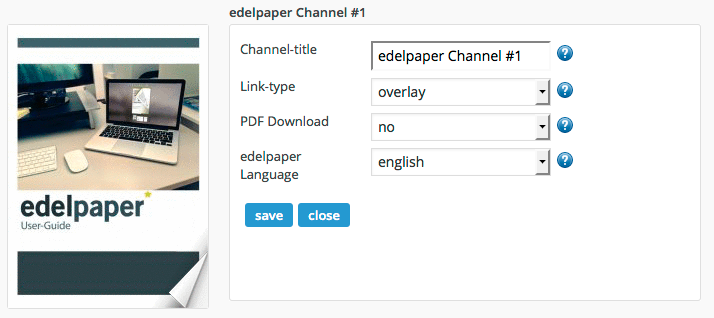 edelpaper Channel #1
Channel-title
edelpaper Channel #1
?
Link-type
overlay
?
PDF Download
no
?
edelpaper
Language
english
?
save
close
edelpaper*
User-Guide